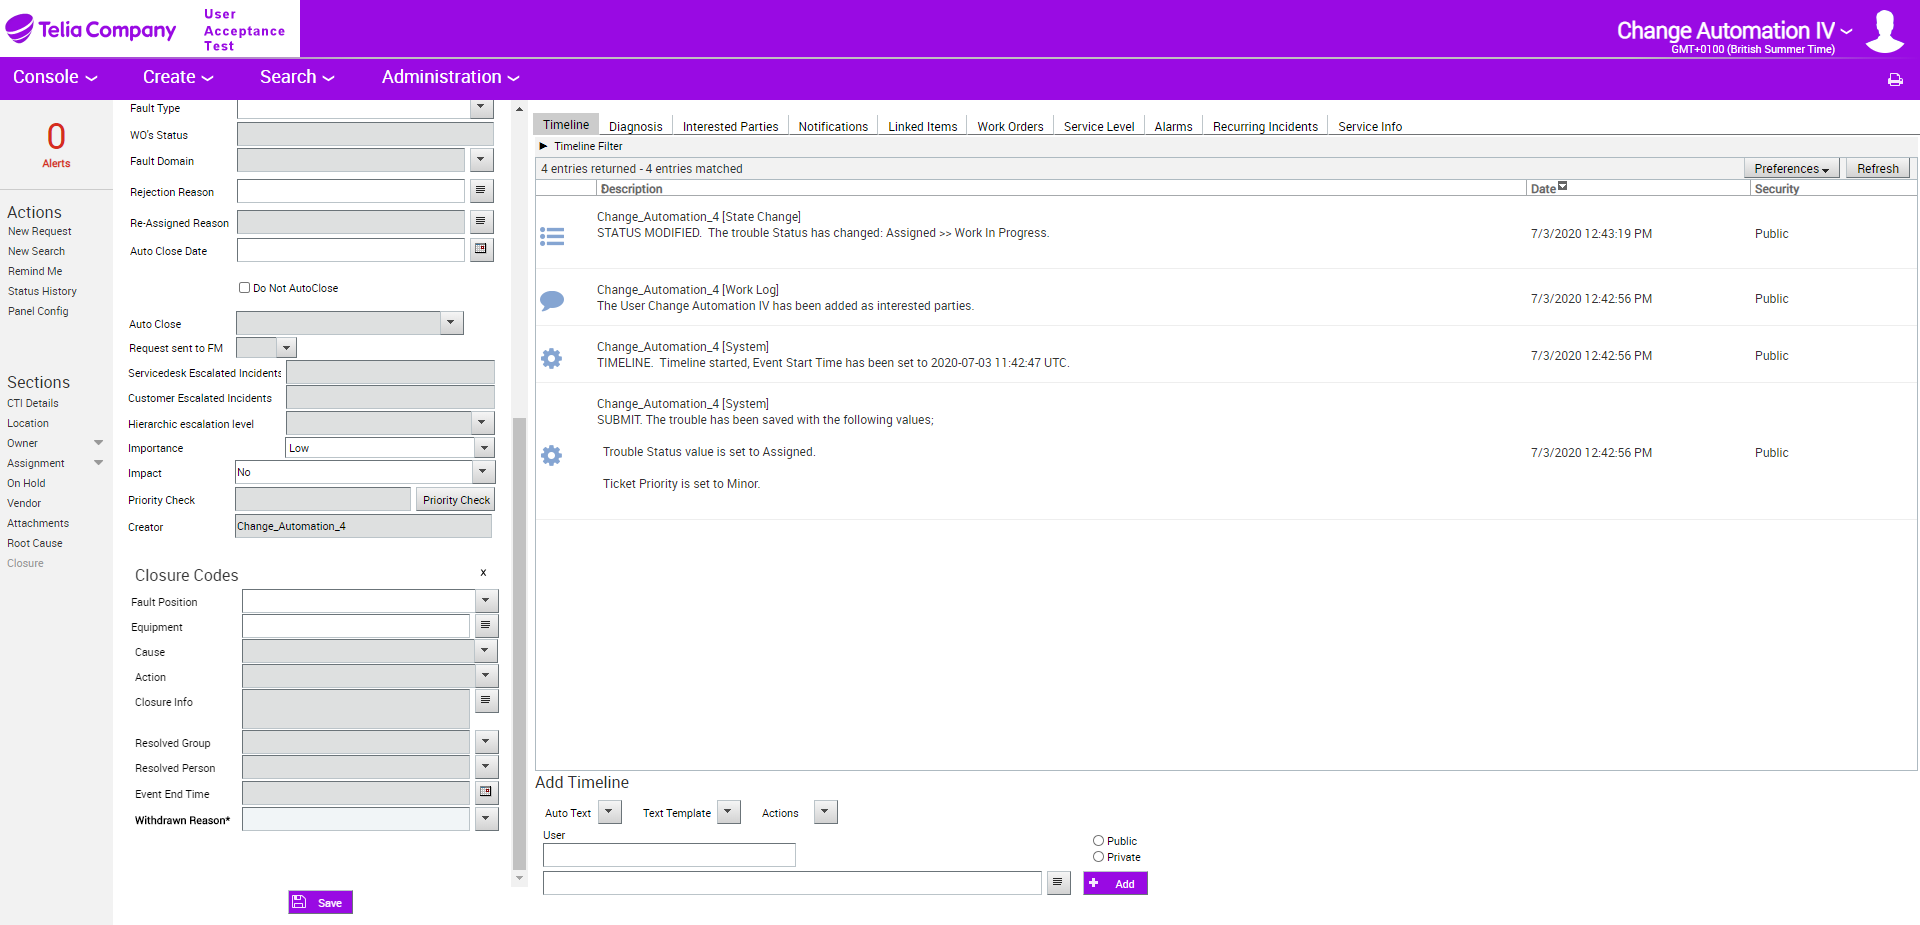 Telia Company
User
Acceptance
Test
Change Automation IV
GMT+0100 (British Summer Time)
Console
Create
Search
Administration
0
Alerts
Actions
New Request
New Search
Remind Me
Status History
Panel Config
Sections
CTI Details
Location
Owner
Assignment
On Hold
Vendor
Attachments
Root Cause
Closure
Fault Type
WO's Status
Fault Domain
Rejection Reason
Re-Assigned Reason
Auto Close Date
Do Not AutoClose
Auto Close
Request sent to FM
Servicedesk Escalated Incidents
Customer Escalated Incidents
Hierarchic escalation level
Importance Low
Impact No
Priority Check Priority Check
Creator Change_Automation_4
Closure Codes x
Fault Position
Equipment
Cause
Action
Closure Info
Resolved Group
Resolved Person
Event End Time
Withdrawn Reason*
Save
Timeline Diagnosis Interested Parties Notifications Linked Items Work Orders Service Level Alarms Recurring Incidents Service Info
Timeline Filter
4 entries returned - 4 entries matched Preferences Refresh
Description Date Security
Change_Automation_4 [State Change]
STATUS MODIFIED. The trouble Status has changed: Assigned >> Work In Progress.
7/3/2020 12:43:19 PM Public
Change_Automation_4 [Work Log]
The User Change Automation IV has been added as interested parties.
7/3/2020 12:42:56 PM Public
Change_Automation_4 [System]
TIMELINE. Timeline started, Event Start Time has been set to 2020-07-03 11:42:47 UTC.
7/3/2020 12:42:56 PM Public
Change_Automation_4 [System]
SUBMIT. The trouble has been saved with the following values;
Trouble Status value is set to Assigned.
7/3/2020 12:42:56 PM Public
Ticket Priority is set to Minor.
Add Timeline
Auto Text Text Template Actions
User
Public
Private
Add